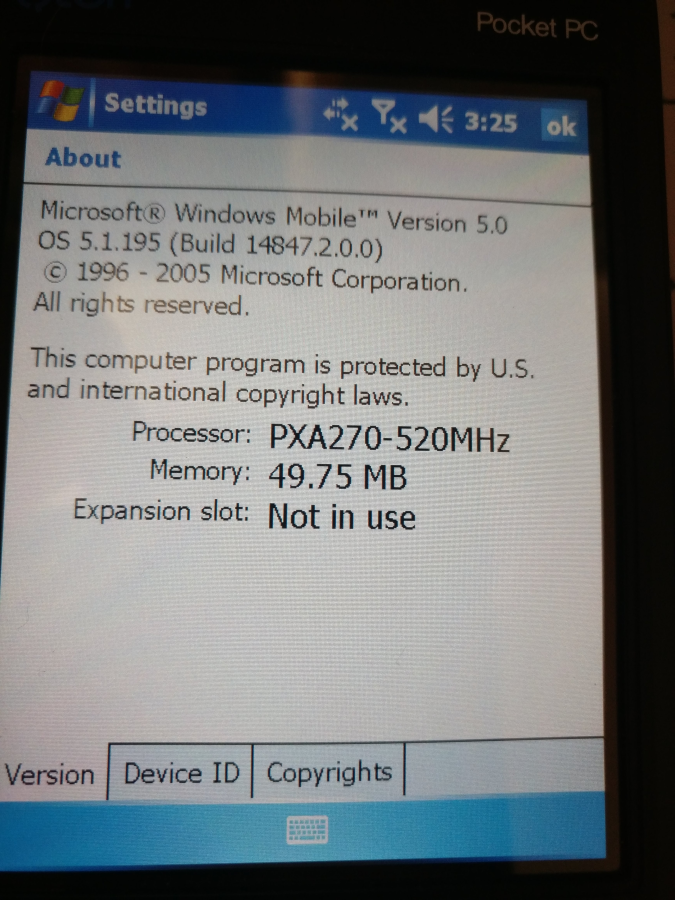 Pocket PC
Settings 3:25 ok
About
Microsoft® Windows Mobile™ Version 5.0
OS 5.1.195 (Build 14847.2.0.0)
© 1996 - 2005 Microsoft Corporation.
All rights reserved.
This computer program is protected by U.S.
and international copyright laws.
Processor: PXA270-520MHz
Memory: 49.75 MB
Expansion slot: Not in use
Version Device ID Copyrights